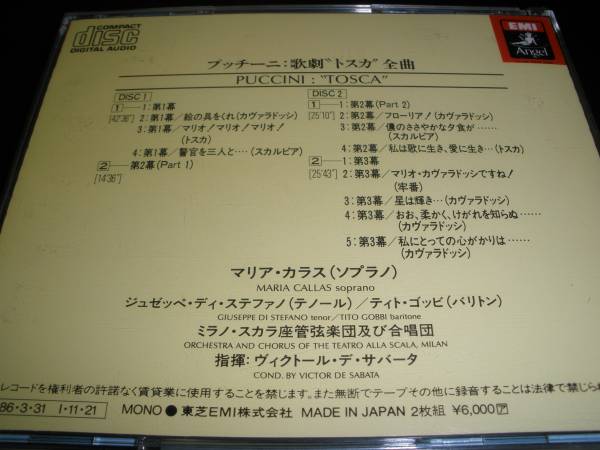 COMPACT
disc
DIGITAL AUDIO
EMI
Angel
プッチーニ:歌劇"トスカ"全曲
PUCCINI : "TOSCA"
DISC 1
1─1:第1幕
[42'36"] 2:第1幕/絵の具をくれ(カヴァラドッシ)
3:第1幕/マリオ!マリオ!マリオ!
(トスカ)
4:第1幕/警官を三人と‥‥(スカルピア)
2─第2幕(Part 1)
[14'36"]
DISC 2
1─1:第2幕(Part 2)
[25'10"] 2:第2幕/フローリア!(カヴァラドッシ)
3:第2幕/儂のささやかな夕食が‥‥‥
(スカルピア)
4:第2幕/私は歌に生き、愛に生き‥(トスカ)
2─1:第3幕
[25'43"] 2:第3幕/マリオ・カヴァラドッシですね!
(牢番)
3:第3幕/星は輝き‥(カヴァラドッシ)
4:第3幕/おお、柔かく、けがれを知らぬ‥‥‥
(カヴァラドッシ)
5:第3幕/私にとっての心がかりは‥‥‥
(カヴァラドッシ)
マリア・カラス(ソプラノ)
MARIA CALLAS soprano
ジュゼッペ・ディ・ステファノ(テノール)/ティト・ゴッビ(バリトン)
GIUSEPPE DI STEFANO tenor/TITO GOBBI baritone
ミラノ・スカラ座管弦楽団及び合唱団
ORCHESTRA AND CHORUS OF THE TEATRO ALLA SCALA, MILAN
指揮:ヴィクトール・デ・サバータ
COND. BY VICTOR DE SABATA
レコードを権利者の許諾なく賃貸業に使用することを禁じます。また無断でテープその他に録音することは法律で禁じられ
86・3・31 I・11・21 MONO ● 東芝EMI株式会社 MADE IN JAPAN 2枚組 ¥6,000